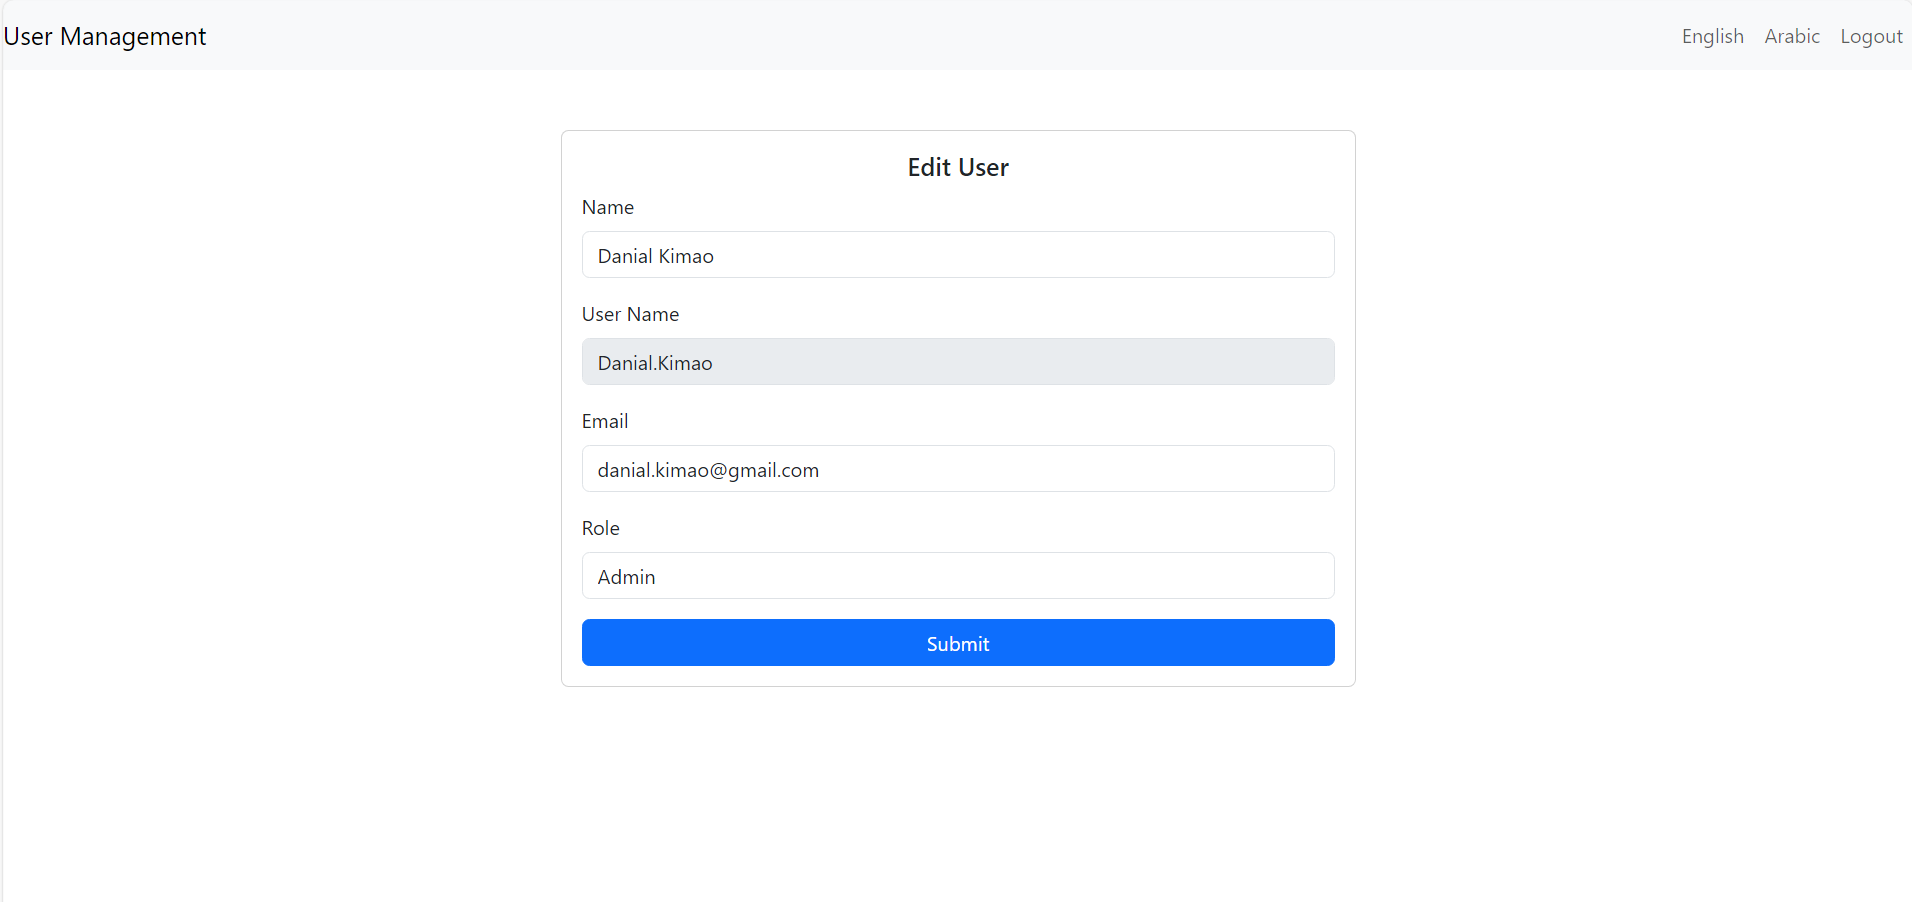 User Management
English Arabic Logout
Edit User
Name
Danial Kimao
User Name
Danial.Kimao
Email
danial.kimao@gmail.com
Role
Admin
Submit